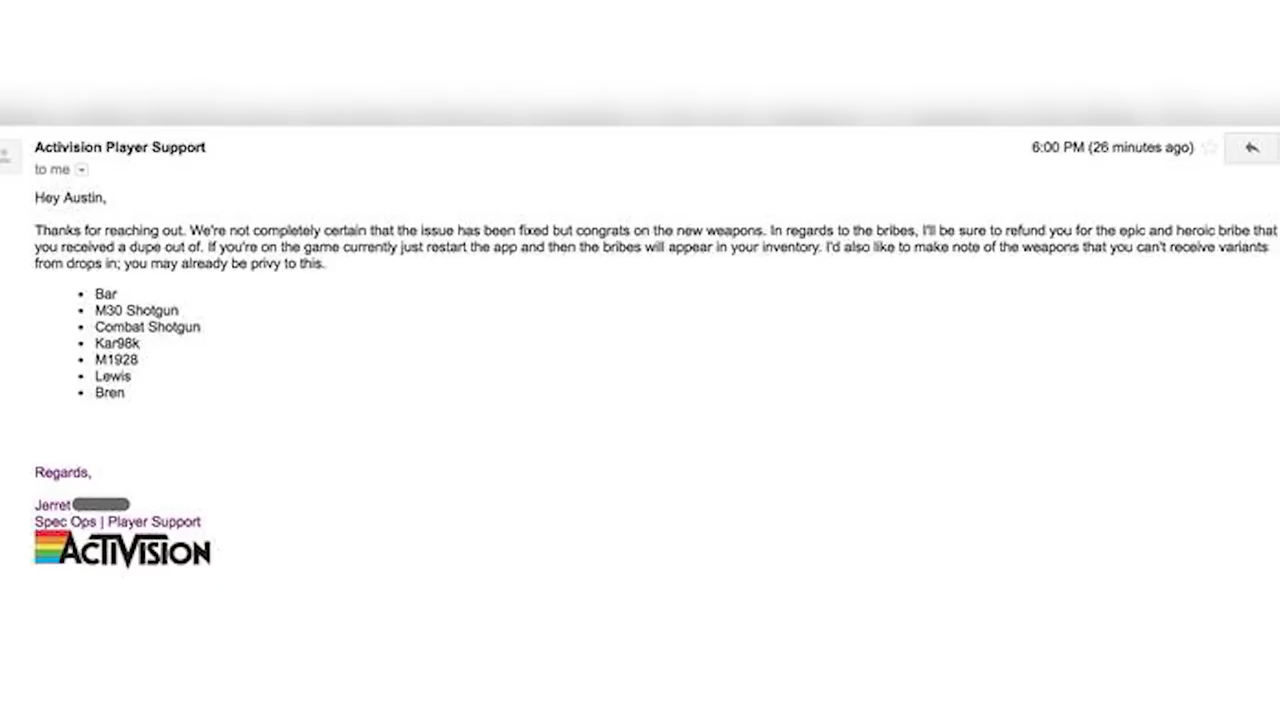 Activision Player Support
6:00 PM (26 minutes ago)
to me
Hey Austin,
Thanks for reaching out. We're not completely certain that the issue has been fixed but congrats on the new weapons. In regards to the bribes, I'll be sure to refund you for the epic and heroic bribe that
you received a dupe out of. If you're on the game currently just restart the app and then the bribes will appear in your inventory. I'd also like to make note of the weapons that you can't receive variants
from drops in; you may already be privy to this.
• Bar
• M30 Shotgun
• Combat Shotgun
• Kar98k
• M1928
• Lewis
• Bren
Regards,
Jerret
Spec Ops | Player Support
ACTIVISION